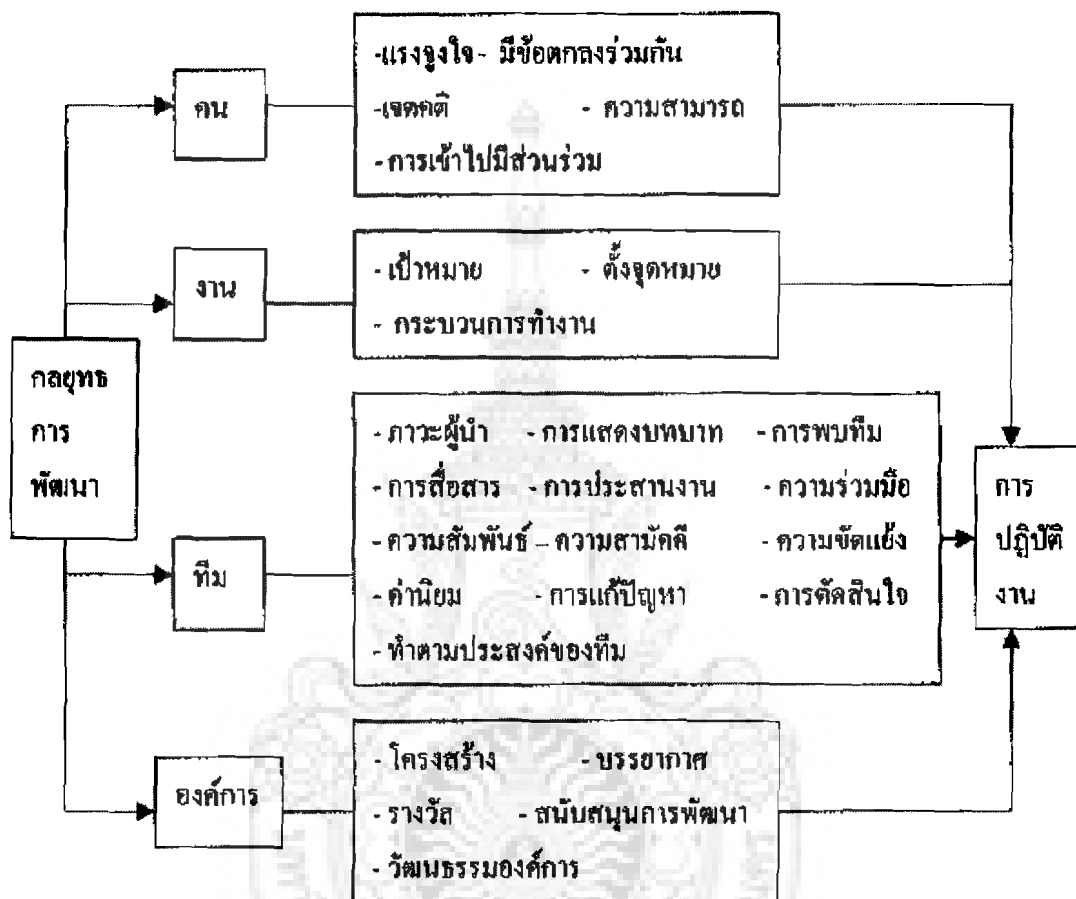 คน
-แรงจูงใจ - มีข้อตกลงร่วมกัน
-เจตคติ - ความสามารถ
- การเข้าไปมีส่วนร่วม
งาน
- เป้าหมาย - ตั้งจุดหมาย
- กระบวนการทำงาน
กลยุทธ
การ
พัฒนา
ทีม
- ภาวะผู้นำ - การแสดงบทบาท - การพบทีม
- การสื่อสาร - การประสานงาน - ความร่วมมือ
-ความสัมพันธ์ – ความสามัคคี - ความขัดแย้ง
- ค่านิยม - การแก้ปัญหา - การตัดสินใจ
- ทำตามประสงค์ของทีม
การ
ปฏิบัติ
งาน
องค์การ
- โครงสร้าง - บรรยากาศ
- รางวัล - สนับสนุนการพัฒนา
- วัฒนธรรมองค์การ